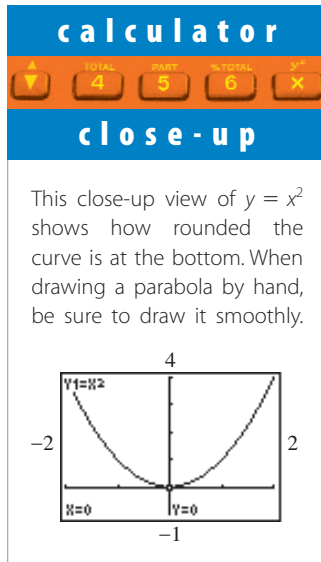 calculator
TOTAL PART %TOTAL yˣ
4 5 6 ×
close-up
This close-up view of y = x²
shows how rounded the
curve is at the bottom. When
drawing a parabola by hand,
be sure to draw it smoothly.
4
Y1=X2
−2 2
X=0 Y=0
−1